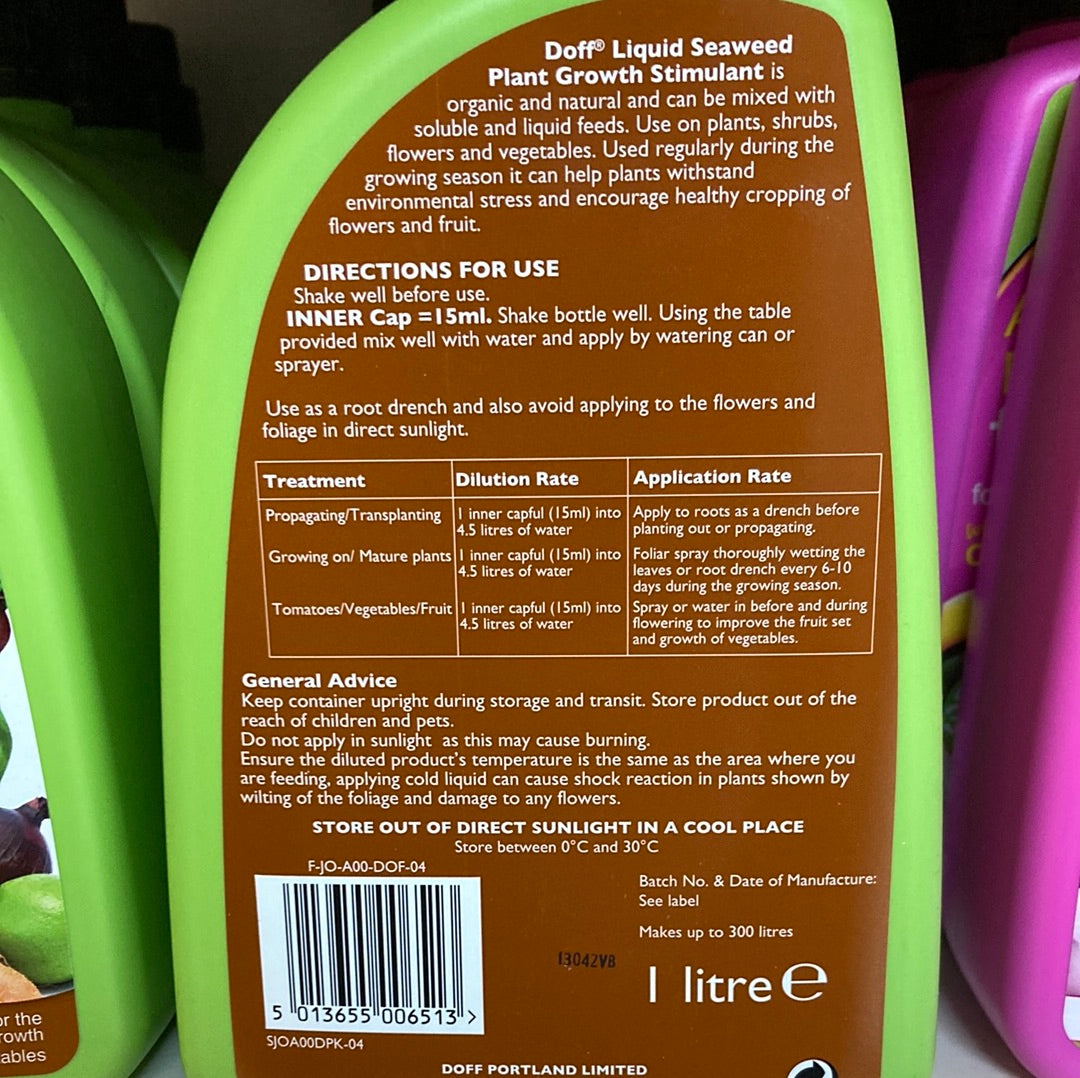 Doff® Liquid Seaweed
Plant Growth Stimulant is
organic and natural and can be mixed with
soluble and liquid feeds. Use on plants, shrubs,
flowers and vegetables. Used regularly during the
growing season it can help plants withstand
environmental stress and encourage healthy cropping of
flowers and fruit.
DIRECTIONS FOR USE
Shake well before use.
INNER Cap =15ml. Shake bottle well. Using the table
provided mix well with water and apply by watering can or
sprayer.
Use as a root drench and also avoid applying to the flowers and
foliage in direct sunlight.
Treatment Dilution Rate Application Rate
Propagating/Transplanting 1 inner capful (15ml) into Apply to roots as a drench before
4.5 litres of water planting out or propagating.
Growing on/ Mature plants 1 inner capful (15ml) into Foliar spray thoroughly wetting the
4.5 litres of water leaves or root drench every 6-10
days during the growing season.
Tomatoes/Vegetables/Fruit 1 inner capful (15ml) into Spray or water in before and during
4.5 litres of water flowering to improve the fruit set
and growth of vegetables.
General Advice
Keep container upright during storage and transit. Store product out of the
reach of children and pets.
Do not apply in sunlight as this may cause burning.
Ensure the diluted product's temperature is the same as the area where you
are feeding, applying cold liquid can cause shock reaction in plants shown by
wilting of the foliage and damage to any flowers.
STORE OUT OF DIRECT SUNLIGHT IN A COOL PLACE
Store between 0°C and 30°C
F-JO-A00-DOF-04
Batch No. & Date of Manufacture:
See label
Makes up to 300 litres
13042VB
1 litre e
5 013655 006513 >
SJOA00DPK-04
DOFF PORTLAND LIMITED
or the
rowth
ables